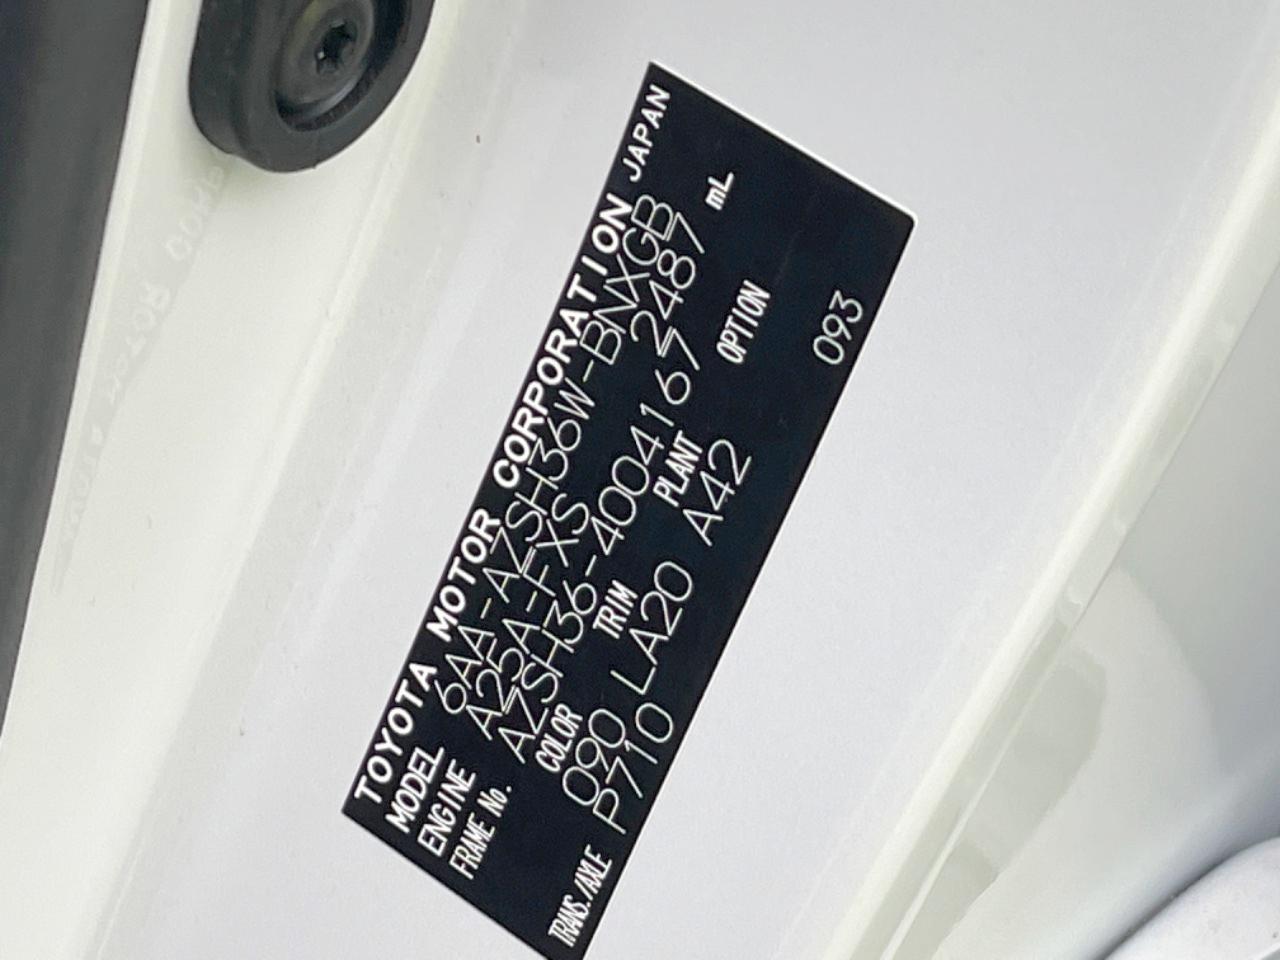 TOYOTA MOTOR CORPORATION JAPAN
MODEL 6AA-AZSH36W-BNXGB
ENGINE A25A-FXS 2487 mL
FRAME No. AZSH36-4004167
COLOR TRIM PLANT OPTION
090 LA20 A42
TRANS./AXLE P710 093